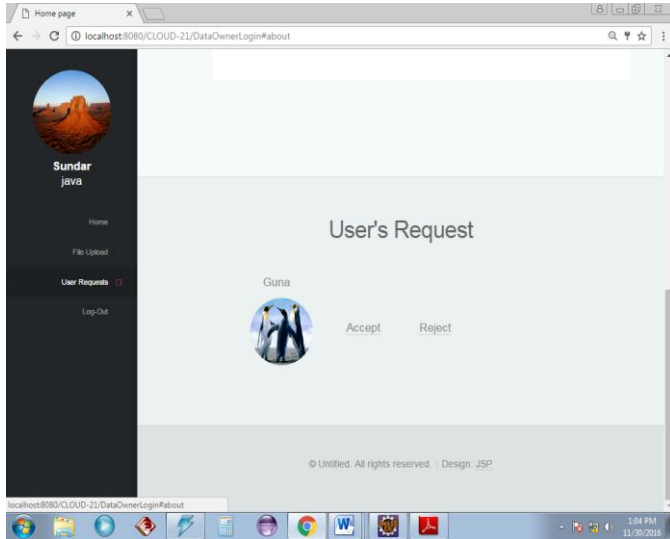 Home page
localhost:8080/CLOUD-21/DataOwnerLogin#about
Sundar
java
Home
File Upload
User Requests
Log-Out
User's Request
Guna
Accept
Reject
© Untitled. All rights reserved. | Design: JSP
localhost:8080/CLOUD-21/DataOwnerLogin#about
1:04 PM
11/30/2016